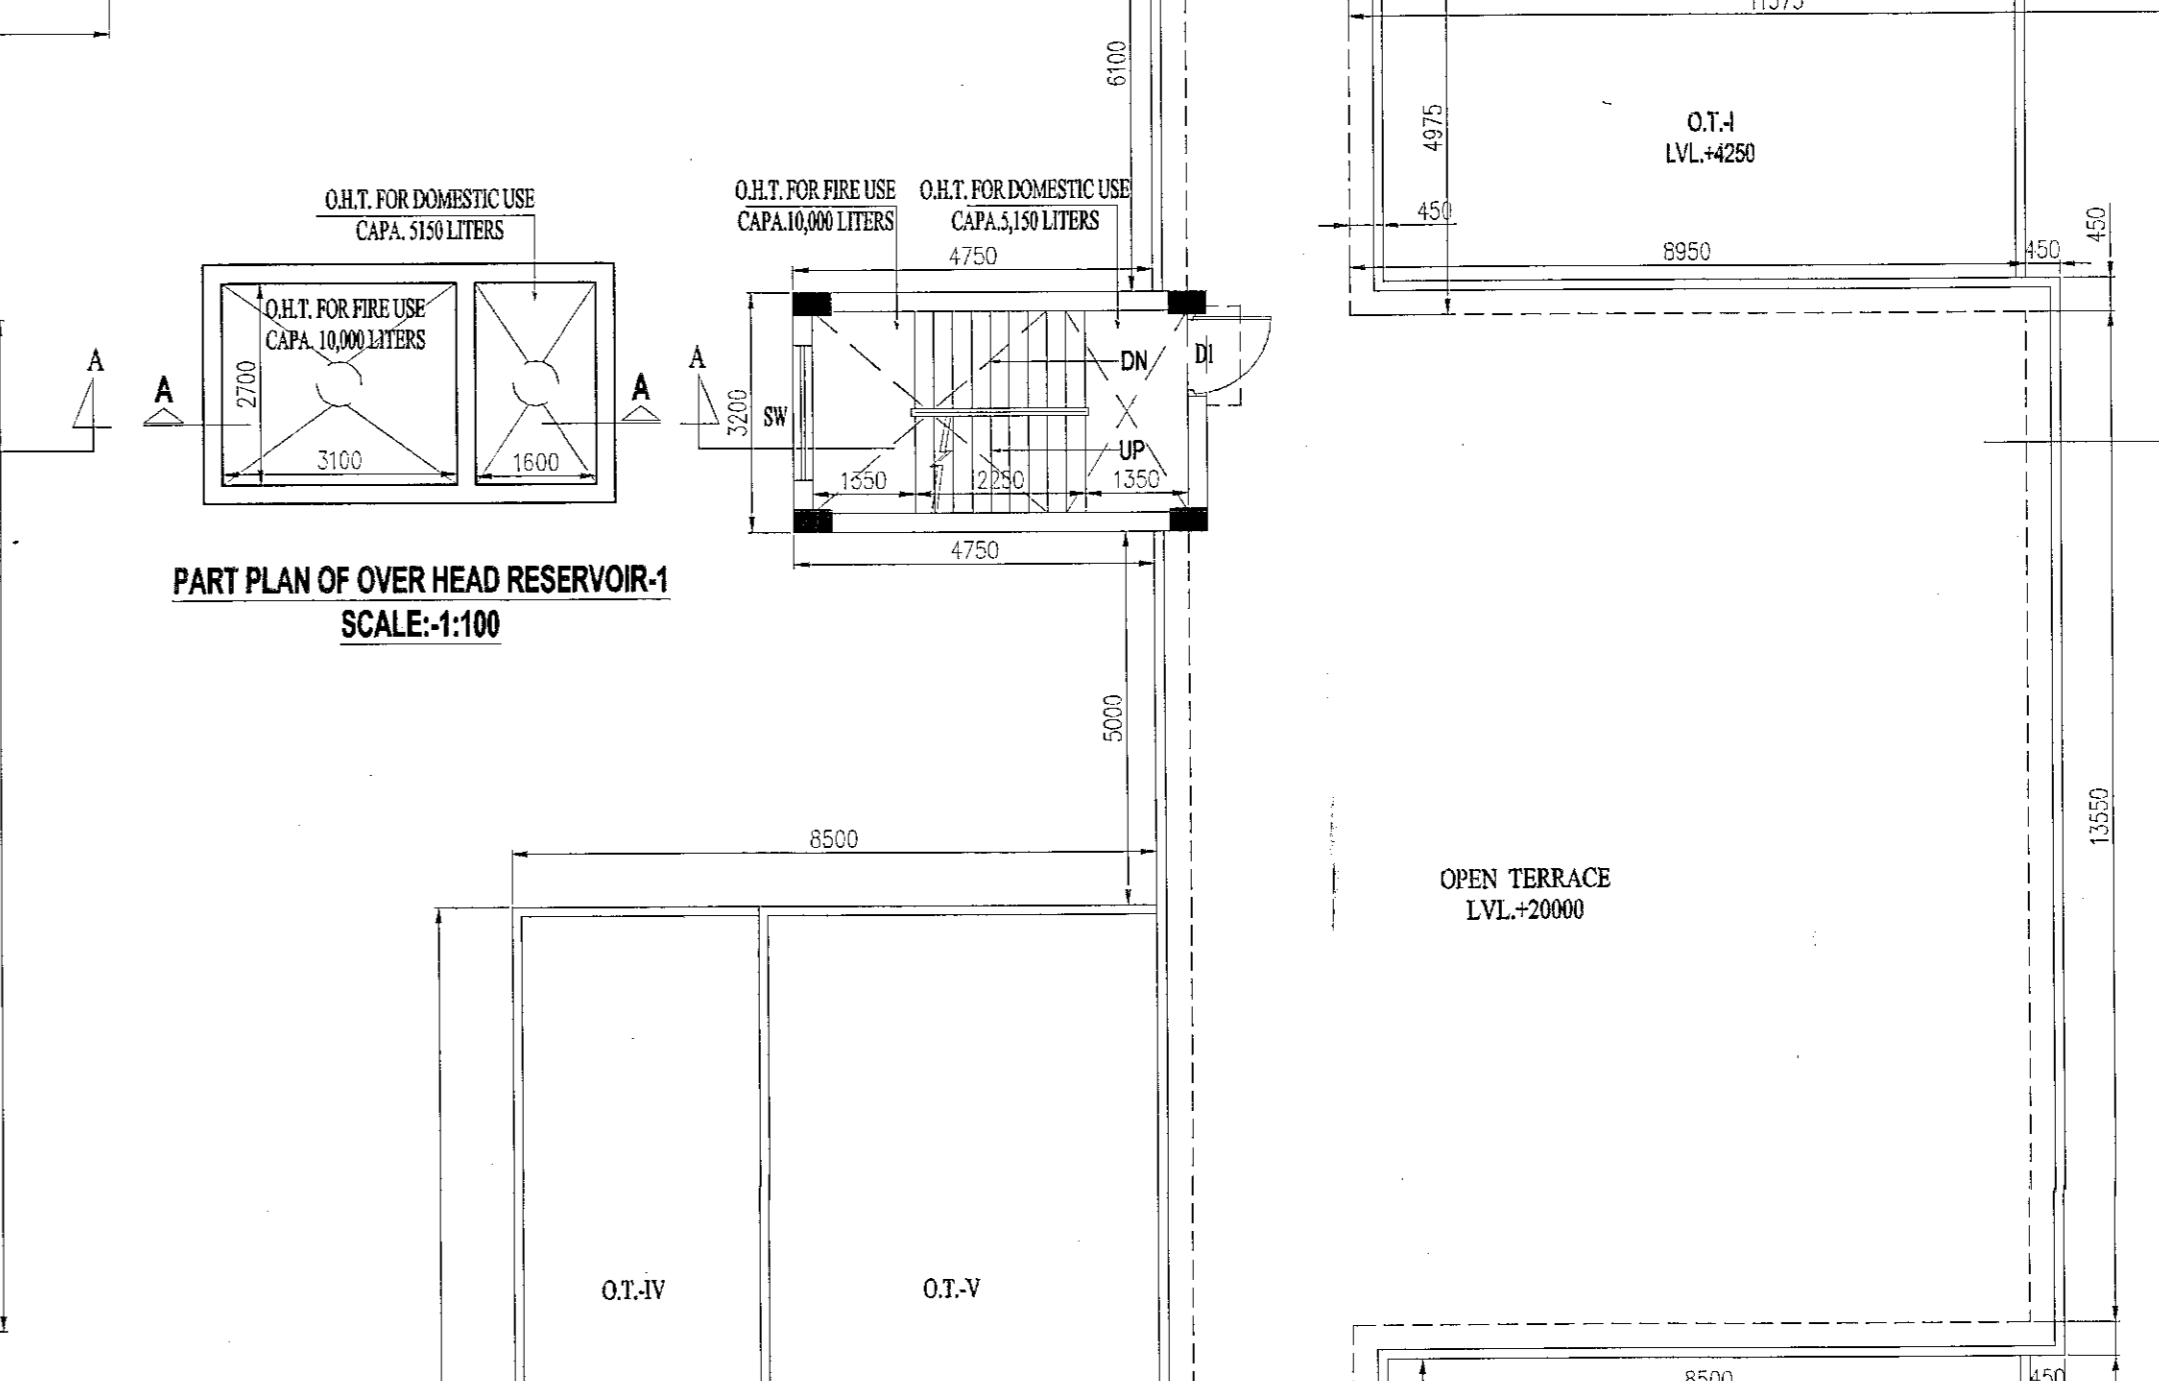 11575
6100
4975
O.T.-I
LVL.+4250
O.H.T. FOR DOMESTIC USE
CAPA. 5150 LITERS
O.H.T. FOR FIRE USE
CAPA.10,000 LITERS
O.H.T. FOR DOMESTIC USE
CAPA.5,150 LITERS
450
8950
450
450
4750
O.H.T. FOR FIRE USE
CAPA. 10,000 LITERS
2700
3100
1600
A
A
A
A
3200
SW
DN
D1
UP
1350
2250
1350
4750
PART PLAN OF OVER HEAD RESERVOIR-1
SCALE:-1:100
5000
8500
13550
OPEN TERRACE
LVL.+20000
O.T.-IV
O.T.-V
8500
450